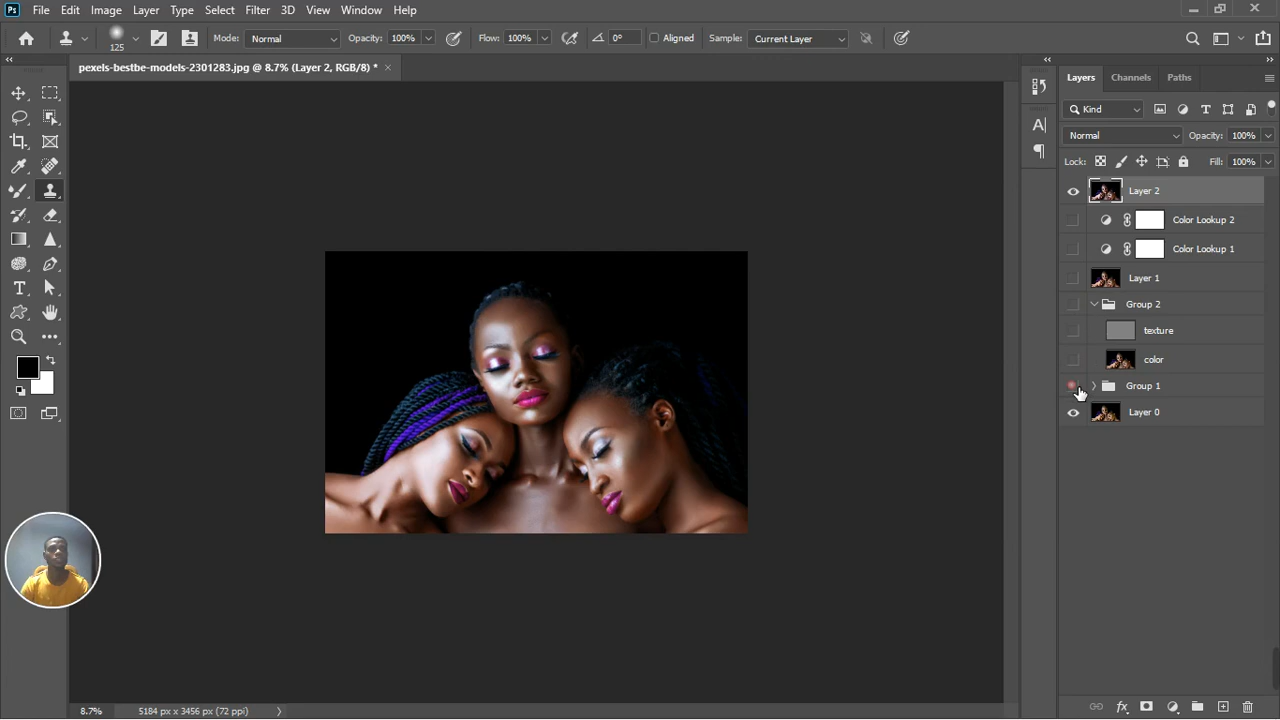 Ps File Edit Image Layer Type Select Filter 3D View Window Help
125 Mode: Normal Opacity: 100% Flow: 100% 0° Aligned Sample: Current Layer
pexels-bestbe-models-2301283.jpg @ 8.7% (Layer 2, RGB/8) * ×
Layers Channels Paths
Kind
Normal Opacity: 100%
Lock: Fill: 100%
Layer 2
Color Lookup 2
Color Lookup 1
Layer 1
Group 2
texture
color
Group 1
Layer 0
8.7% 5184 px x 3456 px (72 ppi)